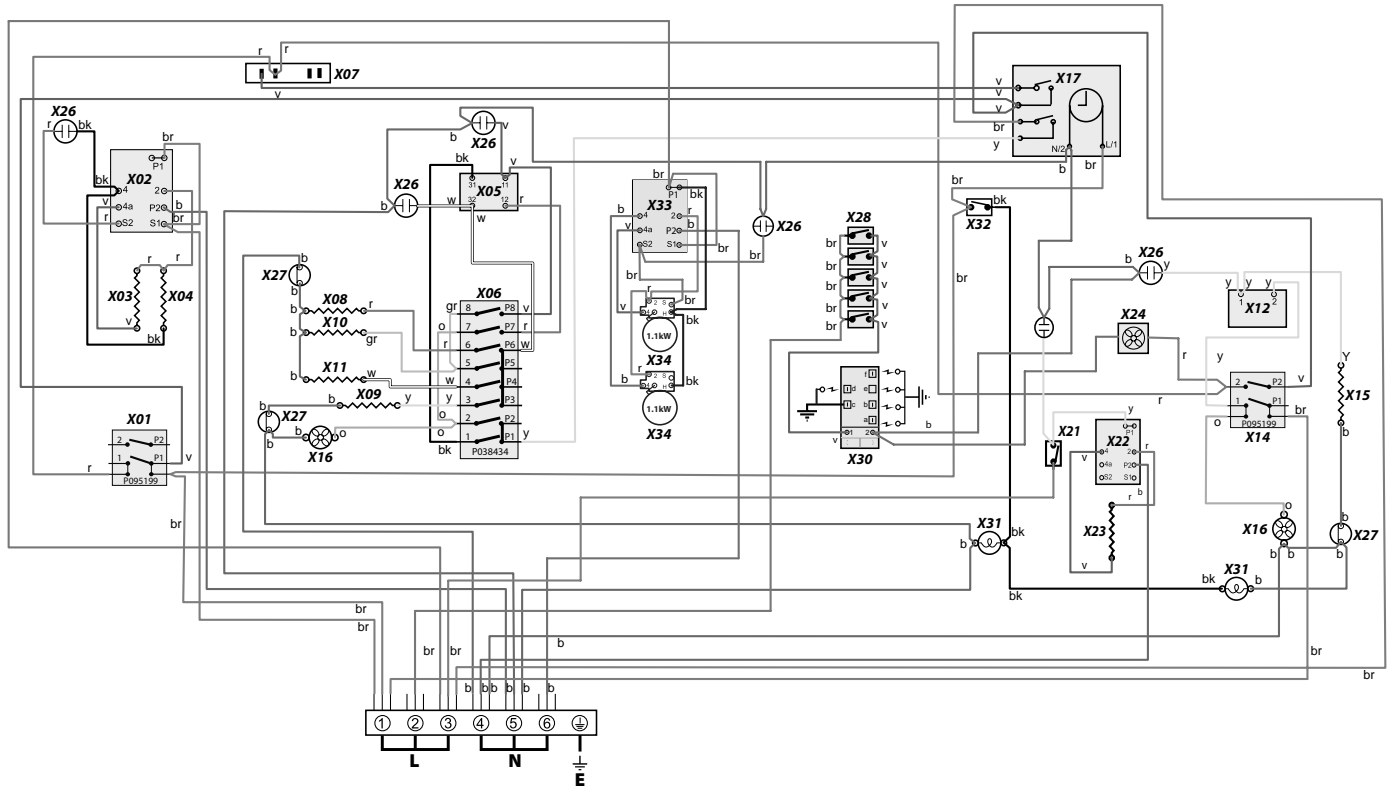 r
r
X07
v
X17
v
v
v
br
y
N/2
L/1
b
br
X26
r
bk
br
P1
X02
bk
4
2
v
4a
P2
b
r
S2
S1
br
r
r
X03
X04
v
bk
X26
b
v
bk
v
31
11
X05
X26
b
w
32
12
r
w
X27
b
b
X08
r
b
X10
b
gr
X11
w
b
X09
b
y
X27
b
b
b
X16
o
X06
gr
8
P8
v
o
7
P7
r
r
6
P6
w
5
P5
w
4
P4
y
3
P3
o
2
P2
o
1
P1
y
bk
P038434
br
P1
bk
X33
b
4
2
r
v
4a
P2
b
S2
S1
br
br
r
br
v
bk
1.1kW
X34
r
b
bk
1.1kW
X34
X26
br
X28
br
v
br
v
br
v
br
v
br
v
f
d
e
c
b
a
1
2
v
X30
b
br
bk
X32
br
X26
b
y
y
y
y
1
2
X12
X24
r
y
r
2
P2
v
1
P1
br
o
P095199
X14
Y
X15
b
X21
y
P1
X22
v
4
2
r
4a
P2
S2
S1
b
r
X23
v
X31
b
bk
bk
X16
o
b
b
b
b
X27
X31
bk
b
X01
2
P2
1
P1
v
r
P095199
br
br
br
br
br
b
br
br
b
b
b
b
b
b
1
2
3
4
5
6
L
N
E